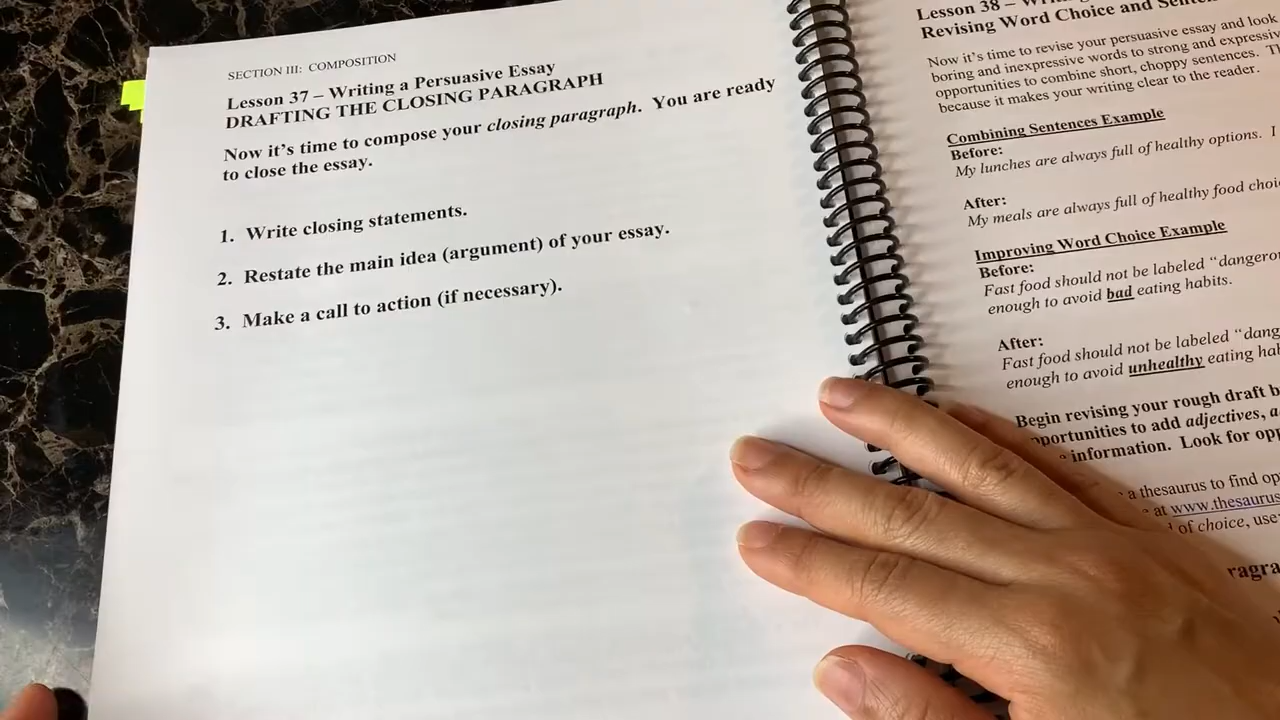 SECTION III: COMPOSITION
Lesson 37 – Writing a Persuasive Essay
DRAFTING THE CLOSING PARAGRAPH
Now it's time to compose your closing paragraph. You are ready
to close the essay.
1. Write closing statements.
2. Restate the main idea (argument) of your essay.
3. Make a call to action (if necessary).
Lesson 38 –
Revising Word Choice and
Now it's time to revise your persuasive essay and look
boring and inexpressive words to strong and
opportunities to combine short, choppy sentences.
because it makes your writing clear to the reader.
Combining Sentences Example
Before:
My lunches are always full of healthy options.
After:
My meals are always full of healthy food
Improving Word Choice Example
Before:
Fast food should not be labeled
enough to avoid bad eating habits.
After:
Fast food should not be labeled
enough to avoid unhealthy eating
Begin revising your rough draft
to add adjectives,
information. Look for
a thesaurus to find
at
of choice, use